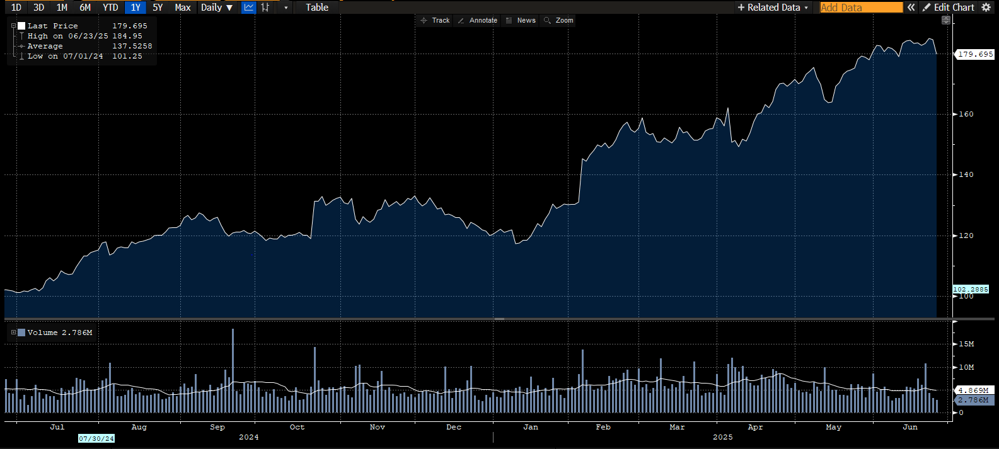 1D 3D 1M 6M YTD 1Y 5Y Max Daily ▼ Table + Related Data Add Data « Edit Chart
Track Annotate News Zoom
Last Price 179.695
High on 06/23/25 184.95
Average 137.5258
Low on 07/01/24 101.25
179.695
160
140
120
102.2885
100
Volume 2.786M
15M
10M
4.869M
2.786M
0
Jul Aug Sep Oct Nov Dec Jan Feb Mar Apr May Jun
07/30/24 2024 2025